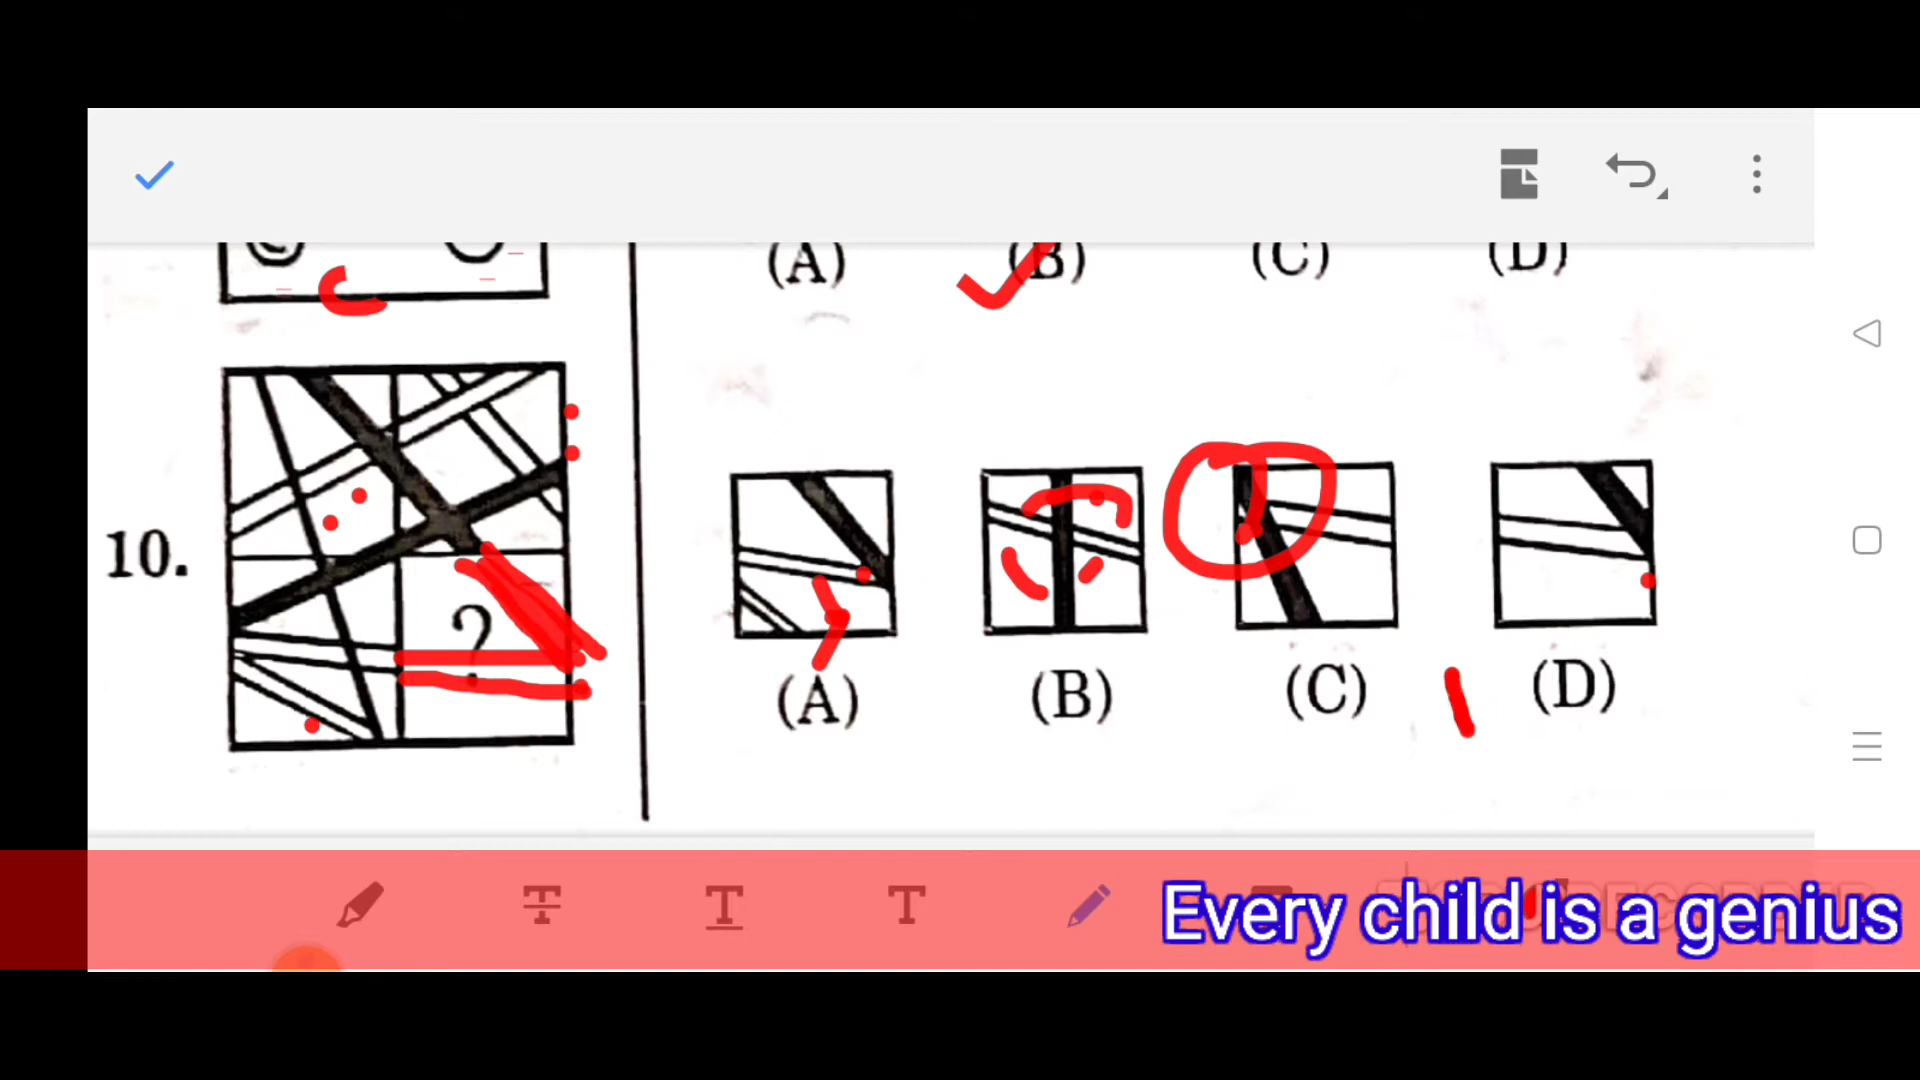 (A) (B) (C) (D)
10.
?
(A) (B) (C) (D)
T T T
Every child is a genius